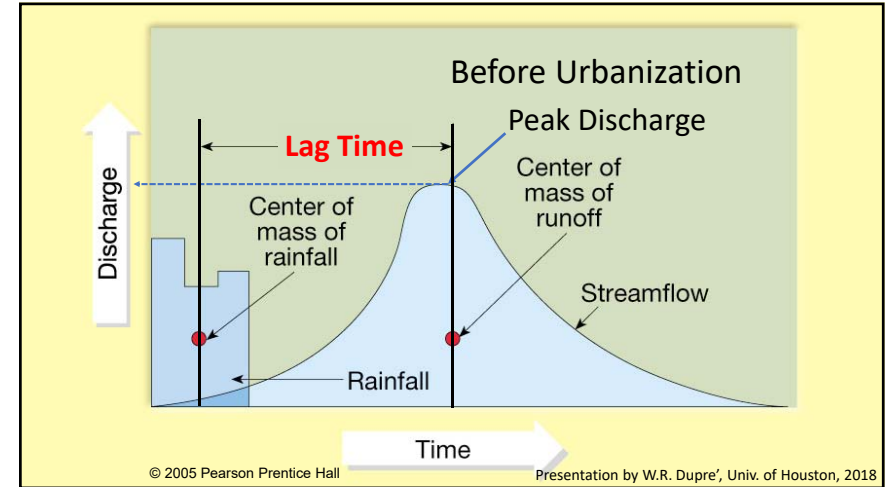 Before Urbanization
Peak Discharge
Lag Time
Center of
mass of
runoff
Center of
mass of
rainfall
Discharge
Streamflow
Rainfall
Time
© 2005 Pearson Prentice Hall
Presentation by W.R. Dupre’, Univ. of Houston, 2018